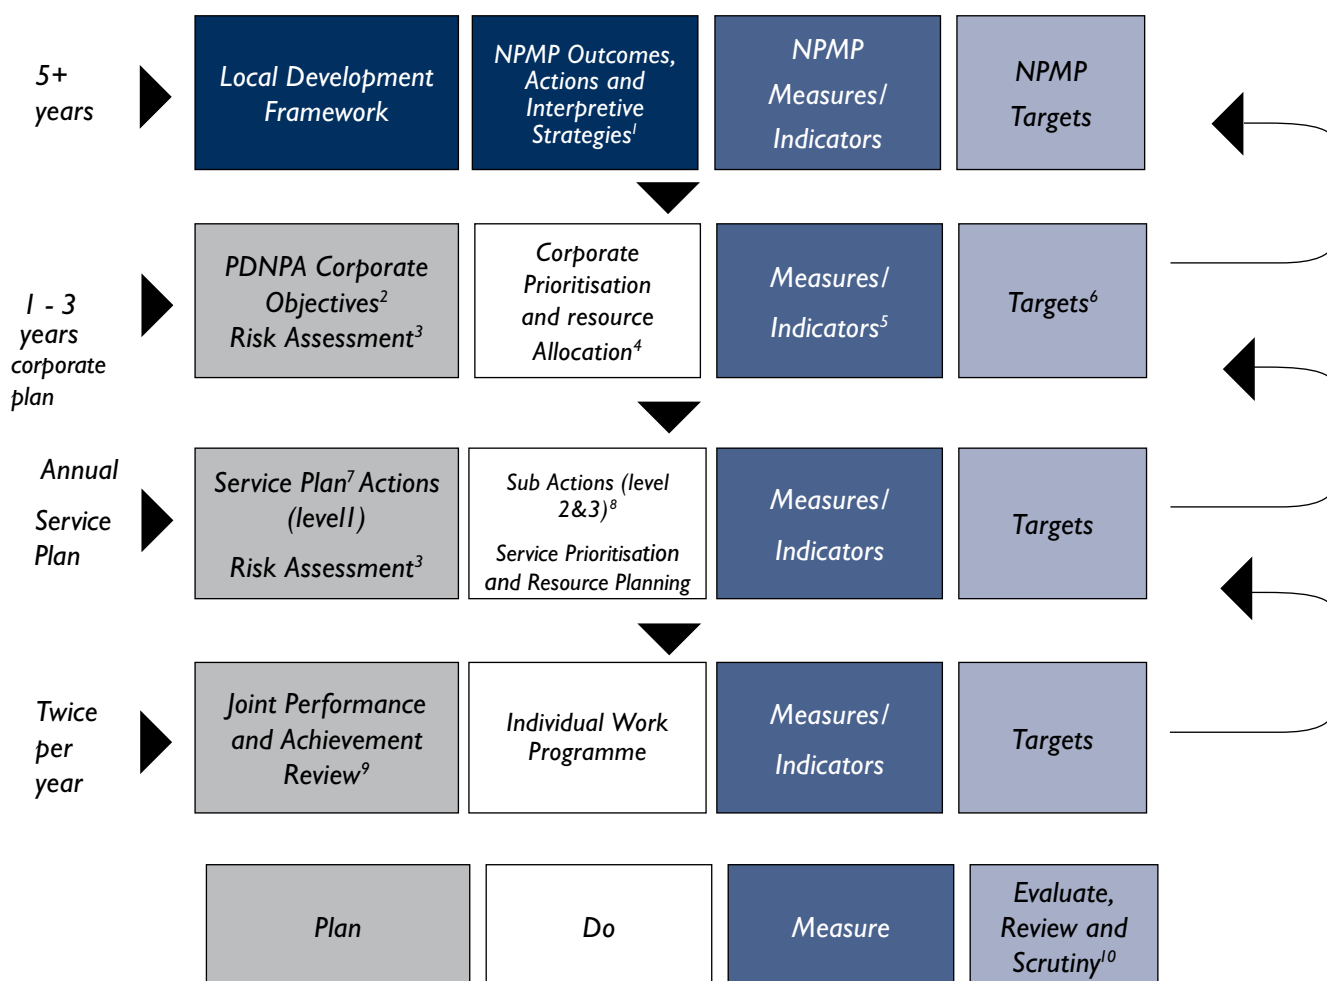 5+
years
Local Development
Framework
NPMP Outcomes,
Actions and
Interpretive
Strategies¹
NPMP
Measures/
Indicators
NPMP
Targets
1 - 3
years
corporate
plan
PDNPA Corporate
Objectives²
Risk Assessment³
Corporate
Prioritisation
and resource
Allocation⁴
Measures/
Indicators⁵
Targets⁶
Annual
Service
Plan
Service Plan⁷ Actions
(level1)
Risk Assessment³
Sub Actions (level
2&3)⁸
Service Prioritisation
and Resource Planning
Measures/
Indicators
Targets
Twice
per
year
Joint Performance
and Achievement
Review⁹
Individual Work
Programme
Measures/
Indicators
Targets
Plan
Do
Measure
Evaluate,
Review and
Scrutiny¹⁰